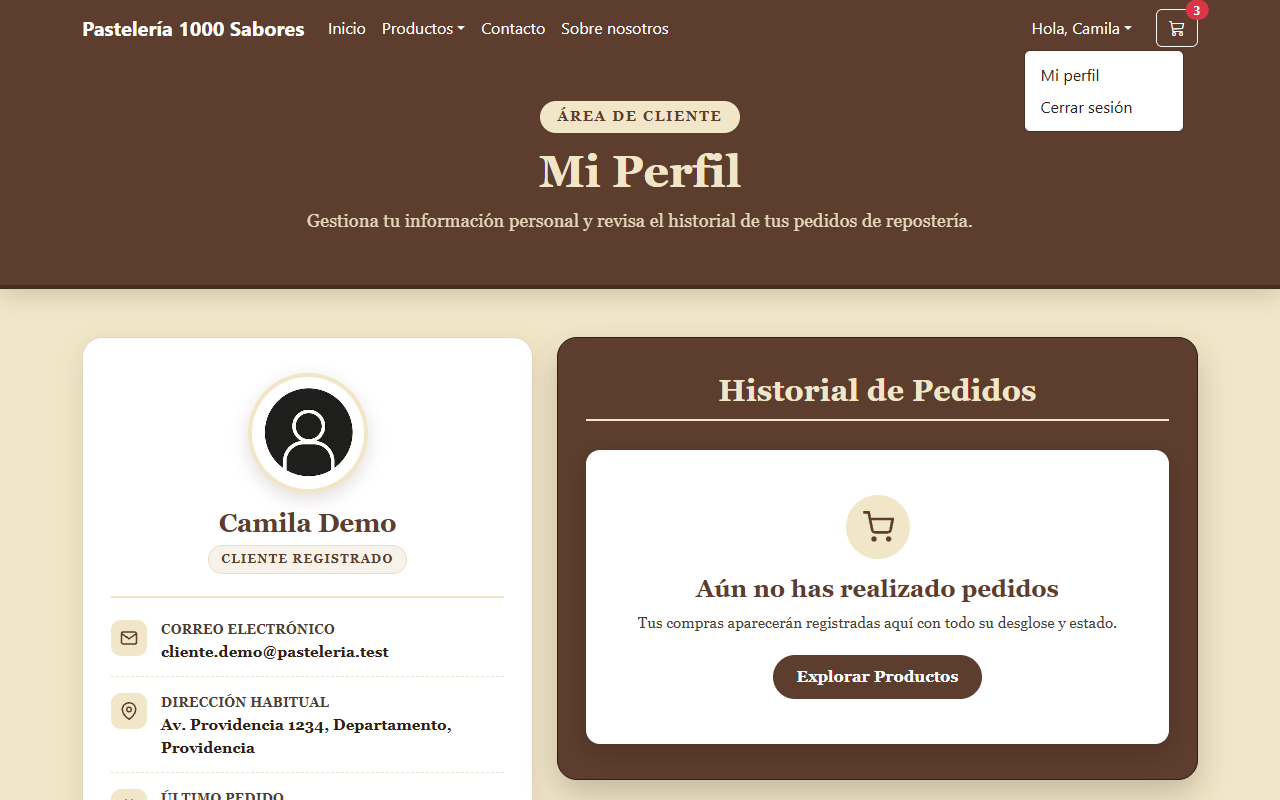 Pastelería 1000 Sabores
Inicio
Productos
Contacto
Sobre nosotros
Hola, Camila
3
Mi perfil
Cerrar sesión
ÁREA DE CLIENTE
Mi Perfil
Gestiona tu información personal y revisa el historial de tus pedidos de repostería.
Camila Demo
CLIENTE REGISTRADO
CORREO ELECTRÓNICO
cliente.demo@pasteleria.test
DIRECCIÓN HABITUAL
Av. Providencia 1234, Departamento,
Providencia
ÚLTIMO PEDIDO
Historial de Pedidos
Aún no has realizado pedidos
Tus compras aparecerán registradas aquí con todo su desglose y estado.
Explorar Productos